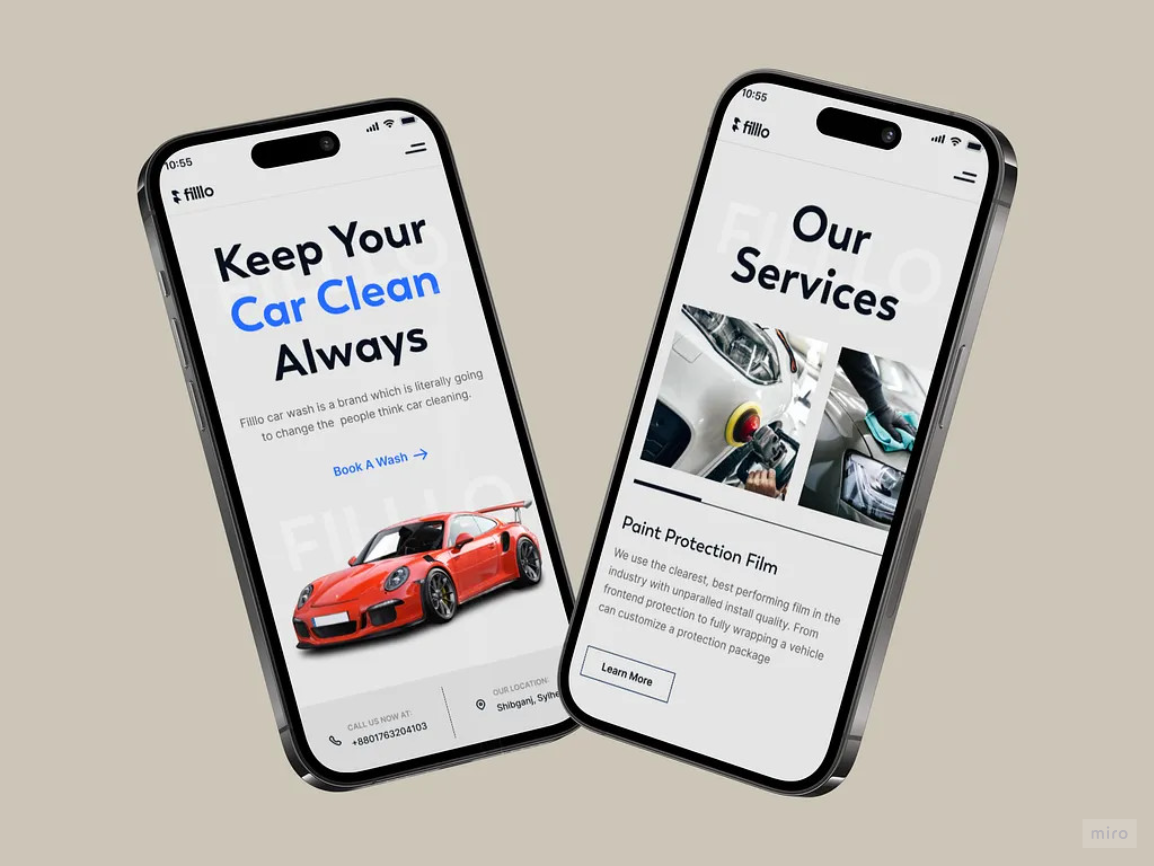 10:55
filllo
FILLLO
Keep Your
Car Clean
Always
Filllo car wash is a brand which is literally going
to change the people think car cleaning.
Book A Wash
FILLLO
CALL US NOW AT:
+8801763204103
OUR LOCATION:
Shibganj, Sylhe
10:55
filllo
FILLLO
Our
Services
Paint Protection Film
We use the clearest, best performing film in the
industry with unparalled install quality. From
frontend protection to fully wrapping a vehicle
can customize a protection package
Learn More
miro